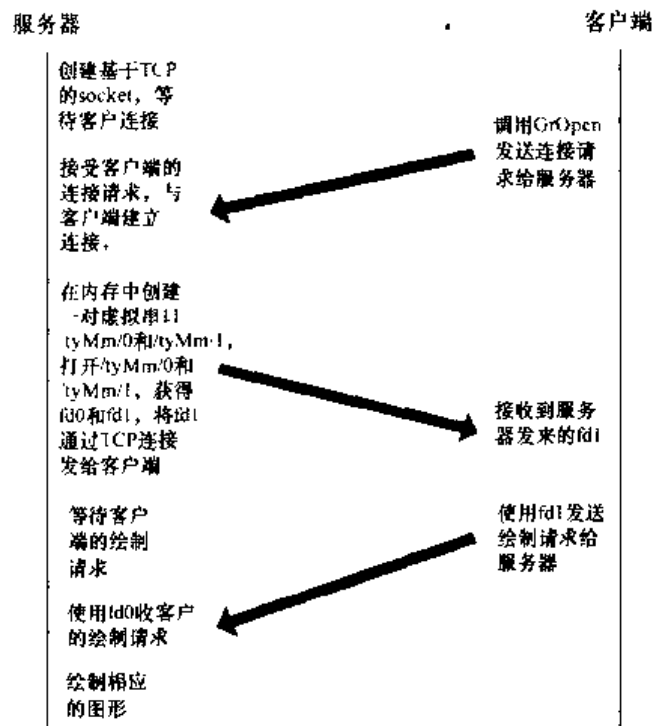 服务器
客户端
创建基于TCP
的socket，等
待客户连接
调用GrOpen
发送连接请
求给服务器
接受客户端的
连接请求，与
客户端建立
连接，
在内存中创建
一对虚拟串口
tyMm/0和/tyMm/1，
打开/tyMm/0和
/tyMm/1，获得
fd0和fd1，将fd1
通过TCP连接
发给客户端
接收到服务
器发来的fd1
等待客户
端的绘制
请求
使用fd1发送
绘制请求给
服务器
使用fd0收客户
的绘制请求
绘制相应
的图形